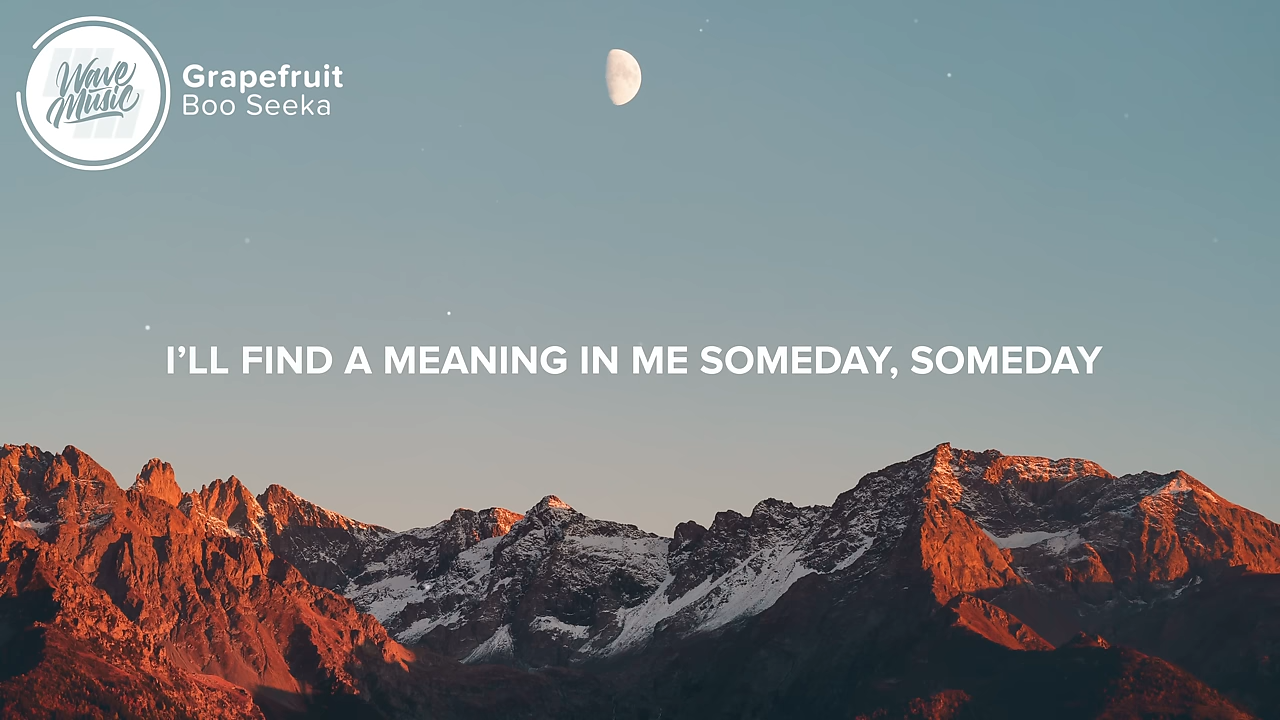 Wave
Music
Grapefruit
Boo Seeka
I’LL FIND A MEANING IN ME SOMEDAY, SOMEDAY